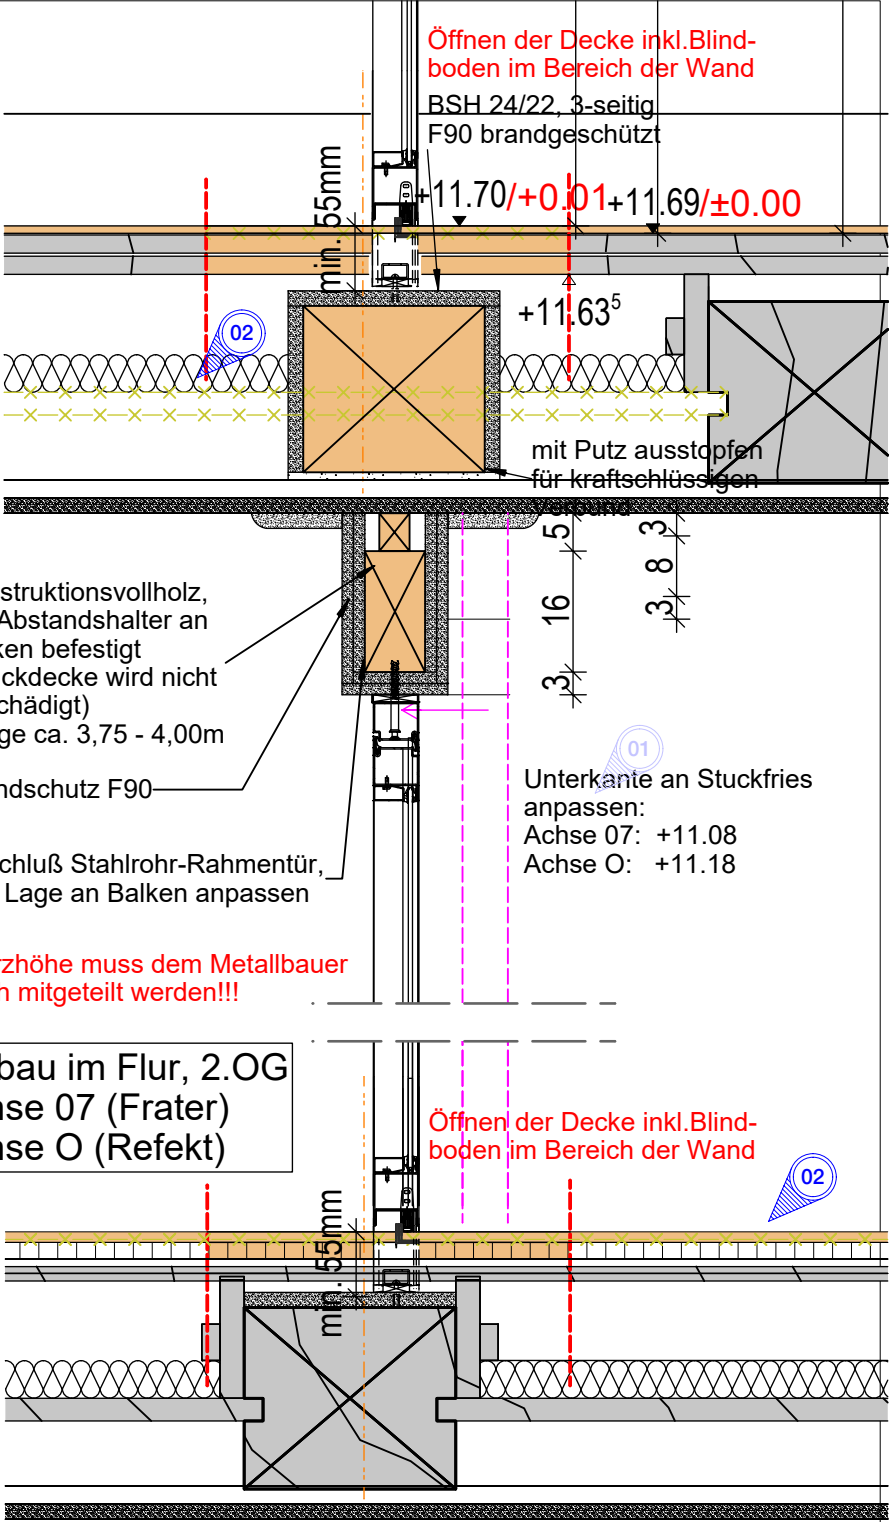 Öffnen der Decke inkl.Blind-
boden im Bereich der Wand
BSH 24/22, 3-seitig
F90 brandgeschützt
min. 55mm
+11.70/+0.01
+11.69/±0.00
+11.63⁵
02
mit Putz ausstopfen
für kraftschlüssigen
Verbund
5
16
3
3
8
3
struktionsvollholz,
Abstandshalter an
ken befestigt
ckdecke wird nicht
chädigt)
ge ca. 3,75 - 4,00m
ndschutz F90
01
Unterkante an Stuckfries
anpassen:
Achse 07: +11.08
Achse O: +11.18
chluß Stahlrohr-Rahmentür,
Lage an Balken anpassen
rzhöhe muss dem Metallbauer
n mitgeteilt werden!!!
bau im Flur, 2.OG
hse 07 (Frater)
hse O (Refekt)
Öffnen der Decke inkl.Blind-
boden im Bereich der Wand
02
min. 55mm